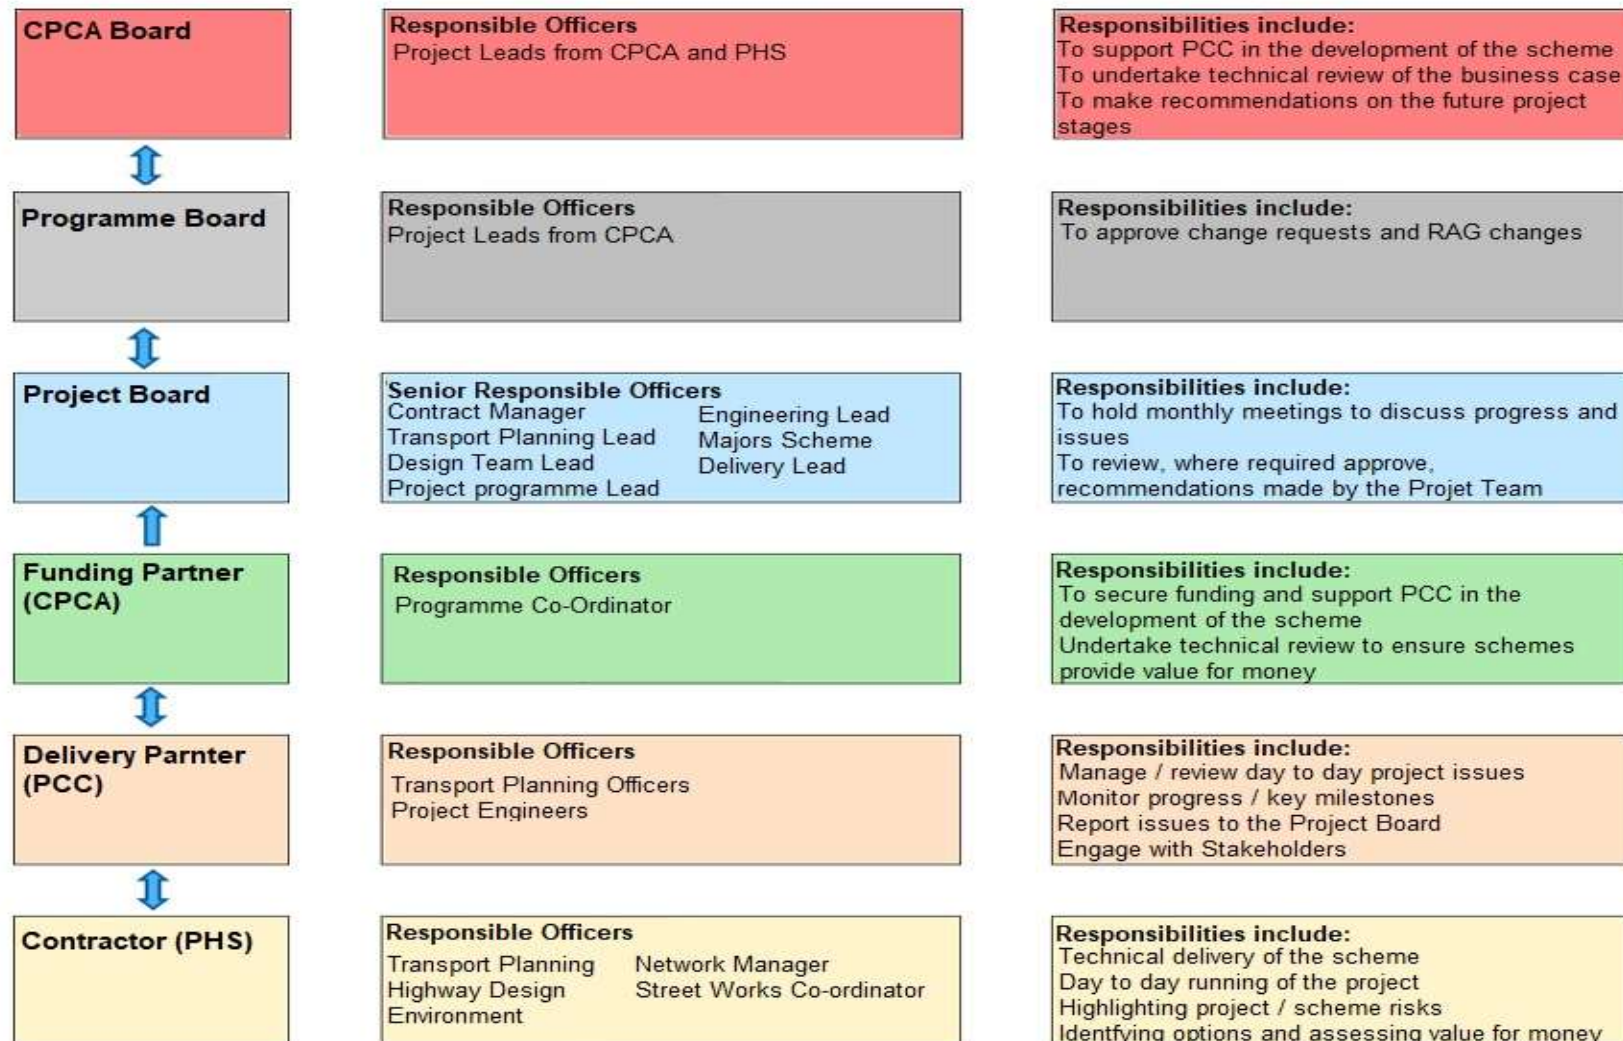 CPCA Board
Responsible Officers
Project Leads from CPCA and PHS
Responsibilities include:
To support PCC in the development of the scheme
To undertake technical review of the business case
To make recommendations on the future project
stages
Programme Board
Responsible Officers
Project Leads from CPCA
Responsibilities include:
To approve change requests and RAG changes
Project Board
Senior Responsible Officers
Contract Manager
Transport Planning Lead
Design Team Lead
Project programme Lead
Engineering Lead
Majors Scheme
Delivery Lead
Responsibilities include:
To hold monthly meetings to discuss progress and
issues
To review, where required approve,
recommendations made by the Projet Team
Funding Partner
(CPCA)
Responsible Officers
Programme Co-Ordinator
Responsibilities include:
To secure funding and support PCC in the
development of the scheme
Undertake technical review to ensure schemes
provide value for money
Delivery Parnter
(PCC)
Responsible Officers
Transport Planning Officers
Project Engineers
Responsibilities include:
Manage / review day to day project issues
Monitor progress / key milestones
Report issues to the Project Board
Engage with Stakeholders
Contractor (PHS)
Responsible Officers
Transport Planning
Highway Design
Environment
Network Manager
Street Works Co-ordinator
Responsibilities include:
Technical delivery of the scheme
Day to day running of the project
Highlighting project / scheme risks
Identfying options and assessing value for money